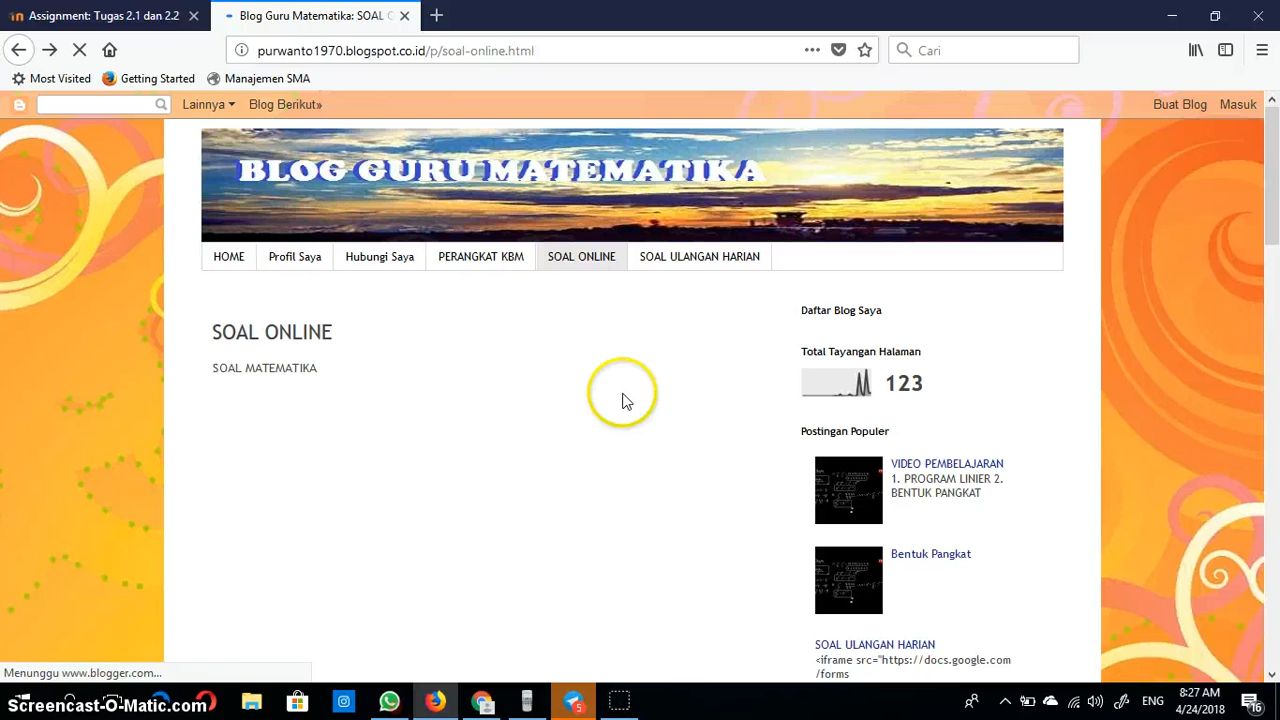 Assignment: Tugas 2.1 dan 2.2
Blog Guru Matematika: SOAL O
purwanto1970.blogspot.co.id/p/soal-online.html
Cari
Most Visited
Getting Started
Manajemen SMA
Lainnya
Blog Berikut»
Buat Blog
Masuk
BLOG GURU MATEMATIKA
HOME
Profil Saya
Hubungi Saya
PERANGKAT KBM
SOAL ONLINE
SOAL ULANGAN HARIAN
SOAL ONLINE
SOAL MATEMATIKA
Daftar Blog Saya
Total Tayangan Halaman
123
Postingan Populer
VIDEO PEMBELAJARAN
1. PROGRAM LINIER 2.
BENTUK PANGKAT
Bentuk Pangkat
SOAL ULANGAN HARIAN
<iframe src="https://docs.google.com
/forms
Menunggu www.blogger.com...
Screencast-O-Matic.com
5
ENG
8:27 AM
4/24/2018
16